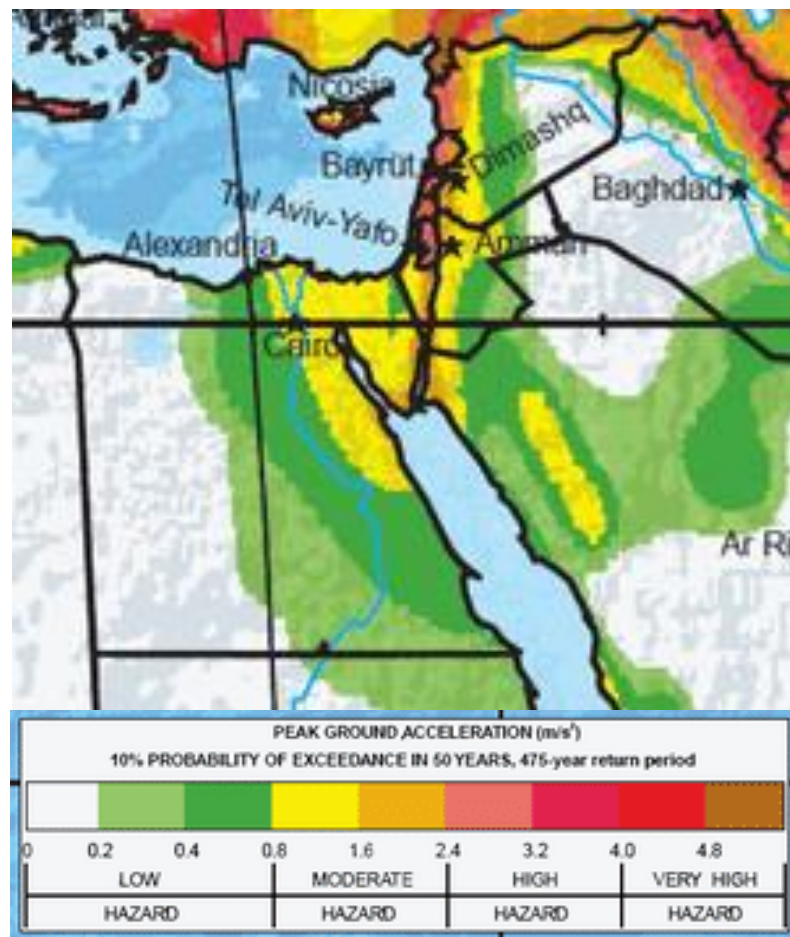 Nicosia
Bayrūt
Dimashq
Baghdad
Tel Aviv-Yafo
Alexandria
Amman
Cairo
Ar Ri
PEAK GROUND ACCELERATION (m/s²)
10% PROBABILITY OF EXCEEDANCE IN 50 YEARS, 475-year return period
0 0.2 0.4 0.8 1.6 2.4 3.2 4.0 4.8
LOW MODERATE HIGH VERY HIGH
HAZARD HAZARD HAZARD HAZARD